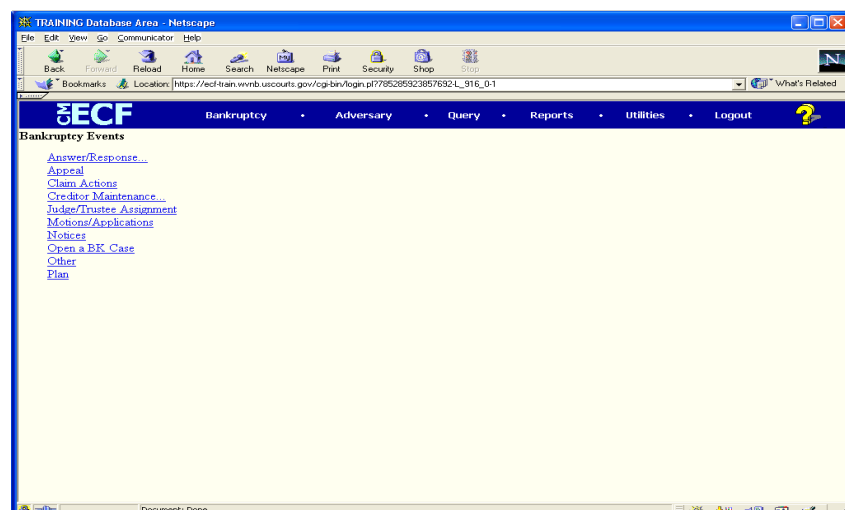 TRAINING Database Area - Netscape
File Edit View Go Communicator Help
Back Forward Reload Home Search Netscape Print Security Shop Stop
N
Bookmarks Location: https://ecf-train.wvnb.uscourts.gov/cgi-bin/login.pl?785285923857692-L_916_0-1 What's Related
CM ECF Bankruptcy • Adversary • Query • Reports • Utilities • Logout ?
Bankruptcy Events
Answer/Response...
Appeal
Claim Actions
Creditor Maintenance...
Judge/Trustee Assignment
Motions/Applications
Notices
Open a BK Case
Other
Plan
Document: Done